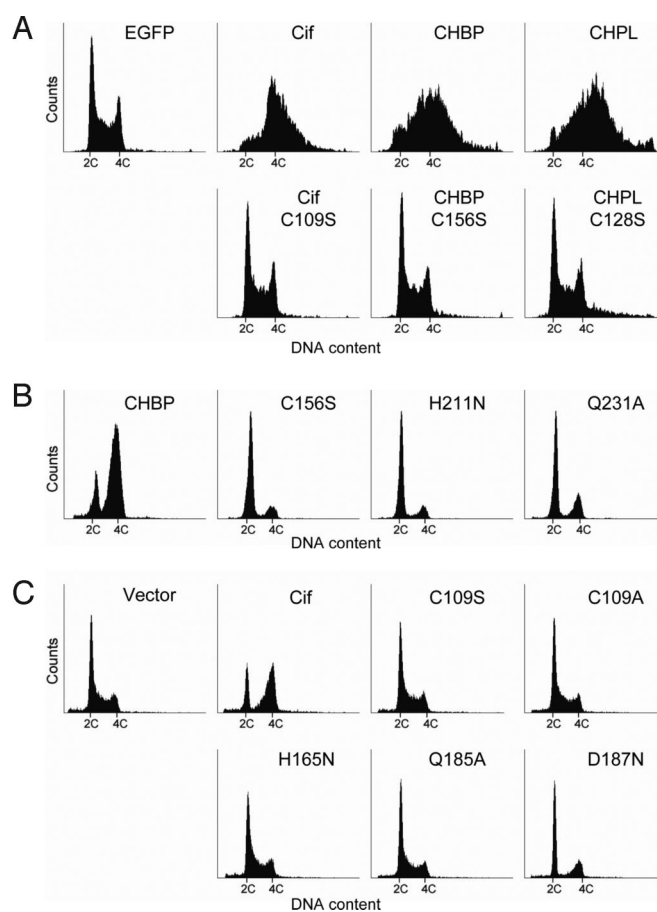 A
EGFP
Cif
CHBP
CHPL
Counts
2C 4C
2C 4C
2C 4C
2C 4C
Cif
C109S
CHBP
C156S
CHPL
C128S
2C 4C
2C 4C
2C 4C
DNA content
B
CHBP
C156S
H211N
Q231A
Counts
2C 4C
2C 4C
2C 4C
2C 4C
DNA content
C
Vector
Cif
C109S
C109A
Counts
2C 4C
2C 4C
2C 4C
2C 4C
H165N
Q185A
D187N
2C 4C
2C 4C
2C 4C
DNA content